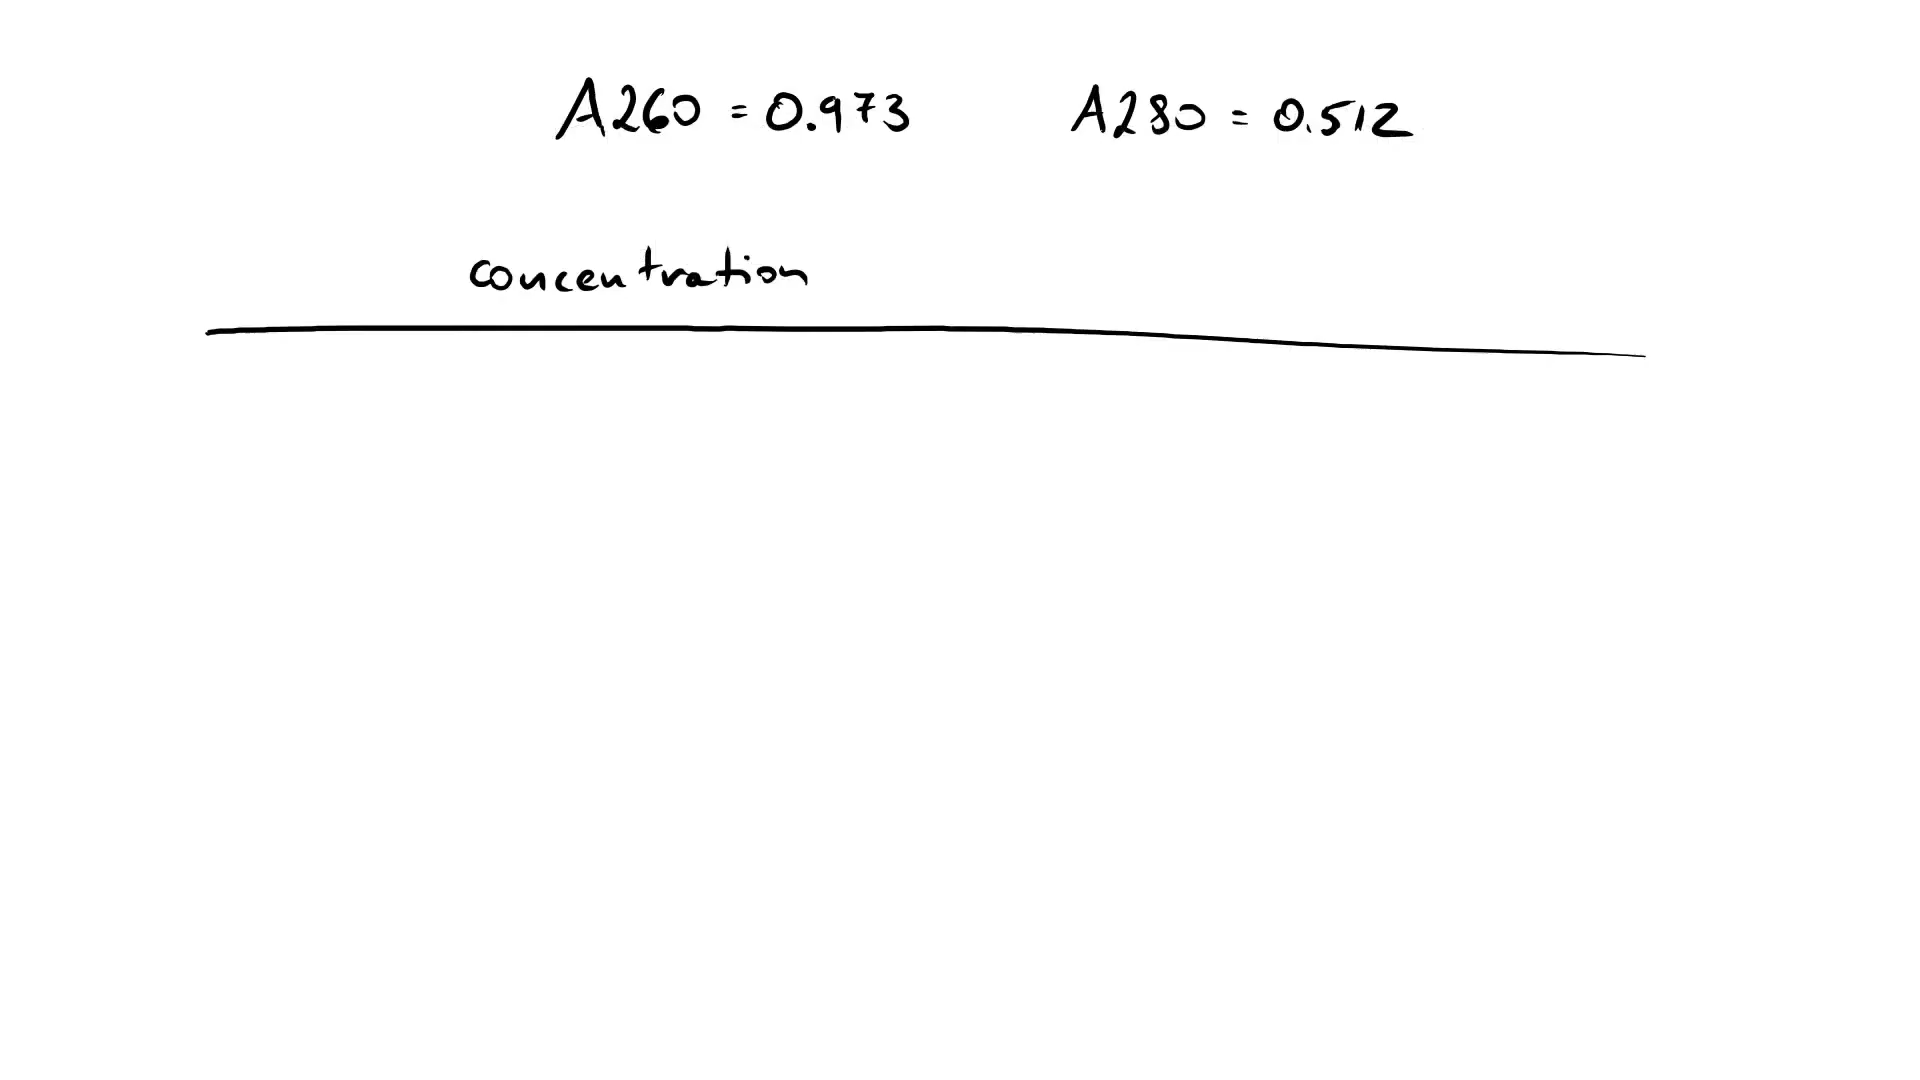 A260 = 0.973 A280 = 0.512
concentration